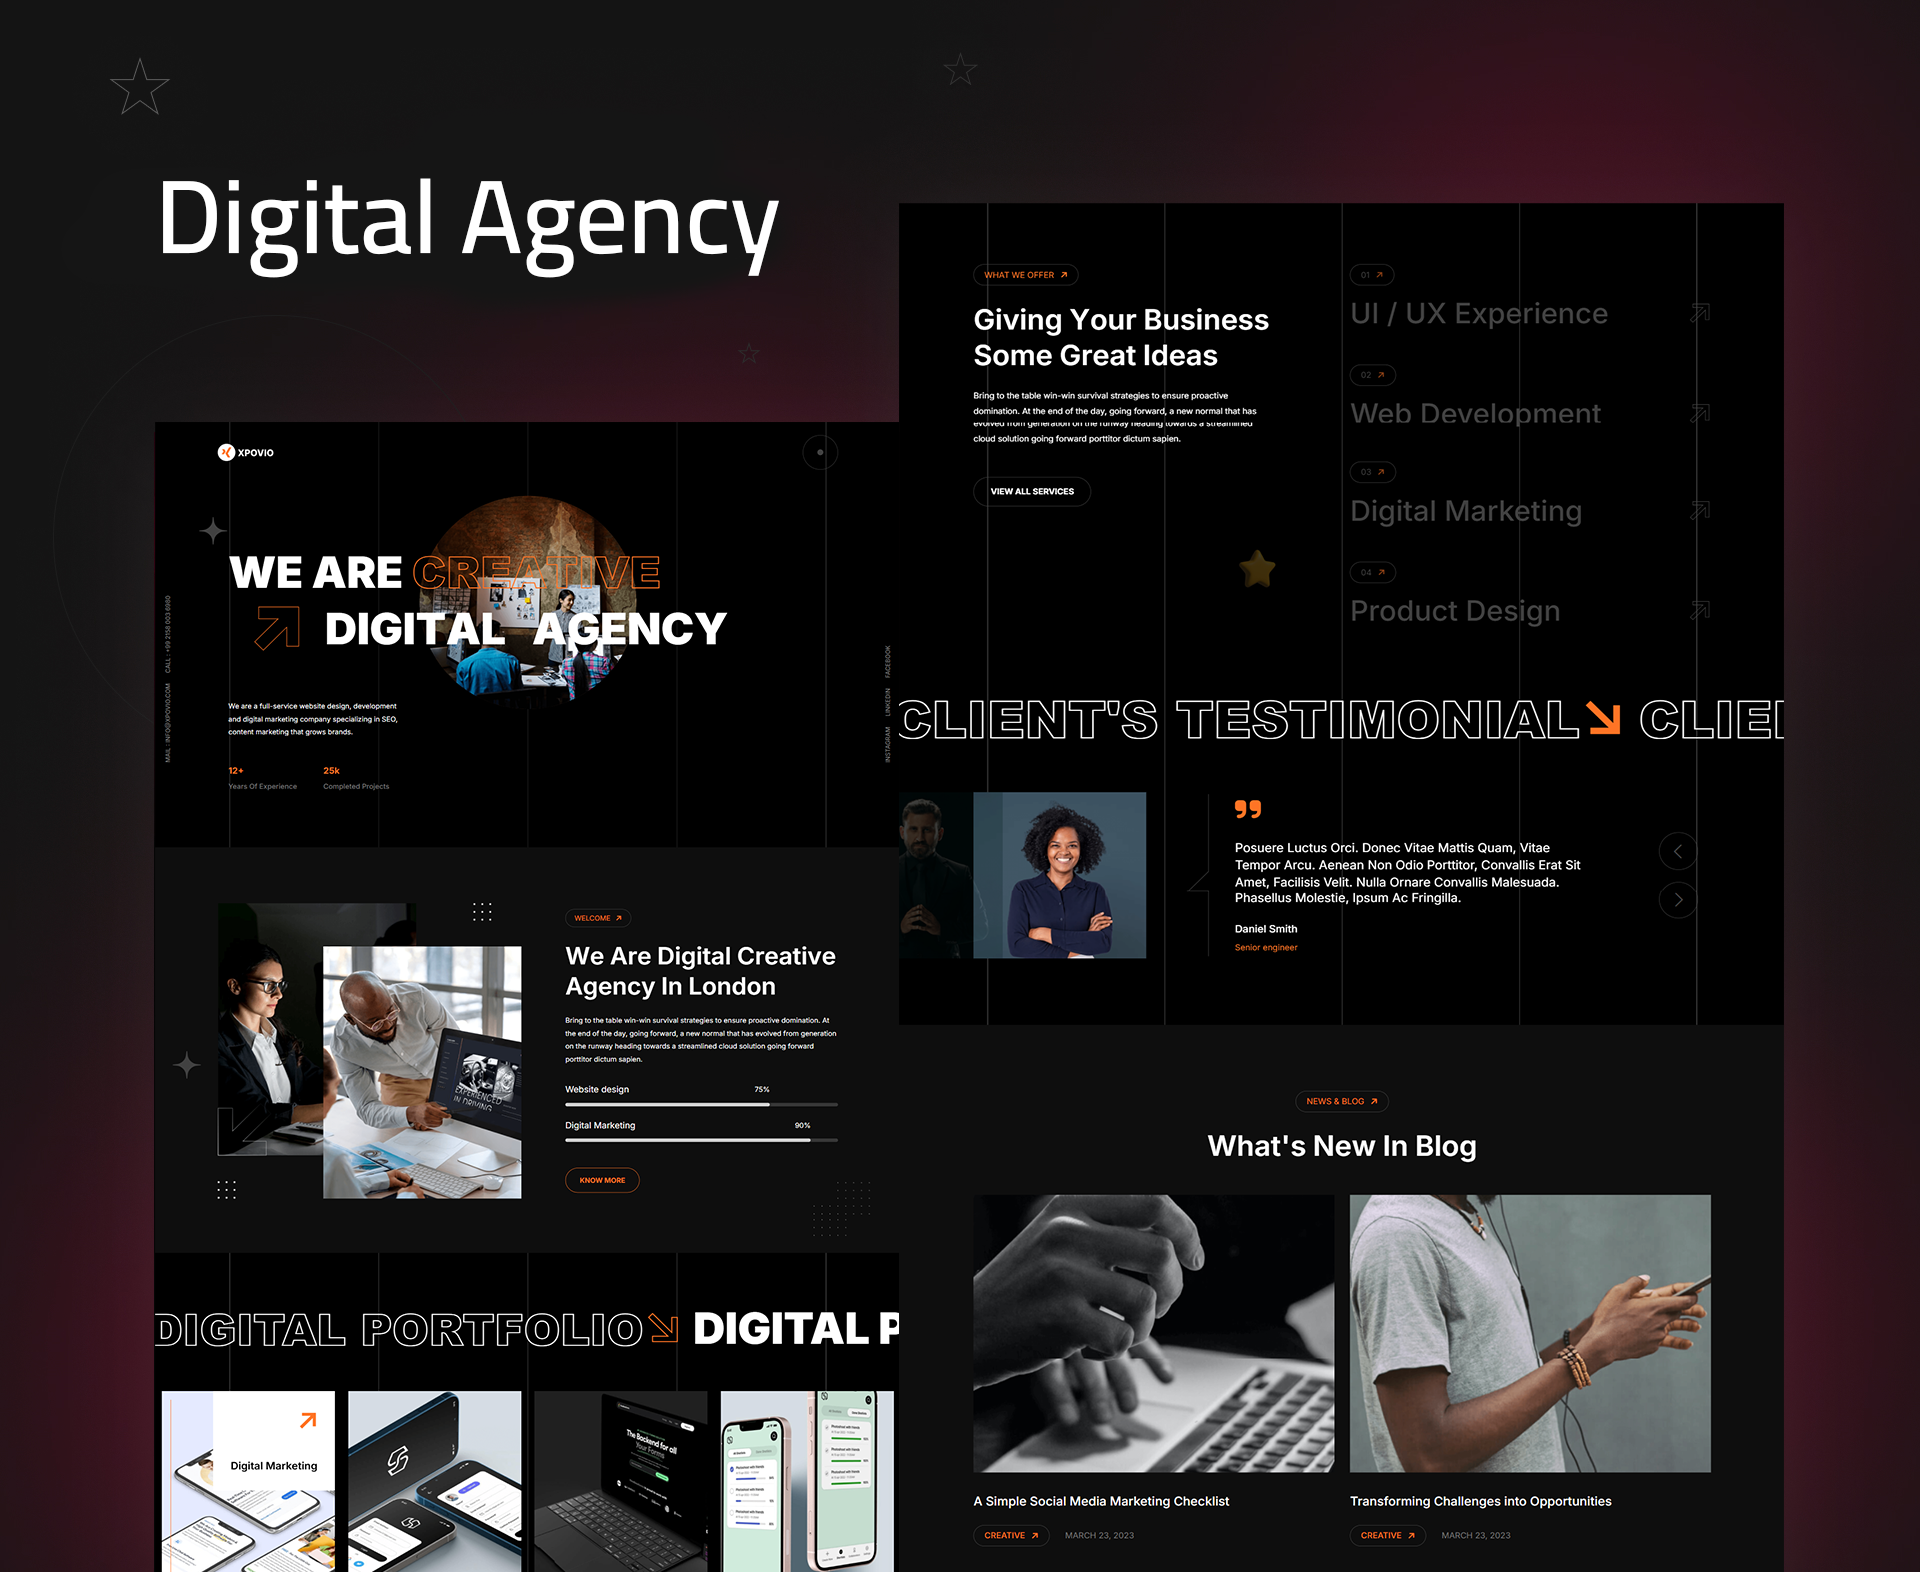 Digital Agency
XPOVIO
WE ARE CREATIVE
DIGITAL AGENCY
MAIL : INFO@XPOVIO.COM CALL : +99 2158 003 6980
INSTAGRAM LINKEDIN FACEBOOK
We are a full-service website design, development
and digital marketing company specializing in SEO,
content marketing that grows brands.
12+
Years Of Experience
25k
Completed Projects
WELCOME
We Are Digital Creative
Agency In London
Bring to the table win-win survival strategies to ensure proactive domination. At
the end of the day, going forward, a new normal that has evolved from generation
on the runway heading towards a streamlined cloud solution going forward
porttitor dictum sapien.
Website design 75%
Digital Marketing 90%
KNOW MORE
EXPERIENCED
IN DRIVING
DIGITAL PORTFOLIO DIGITAL P
Digital Marketing
The Backend for all
Your Forms
WHAT WE OFFER
Giving Your Business
Some Great Ideas
Bring to the table win-win survival strategies to ensure proactive
domination. At the end of the day, going forward, a new normal that has
evolved from generation on the runway heading towards a streamlined
cloud solution going forward porttitor dictum sapien.
VIEW ALL SERVICES
01
UI / UX Experience
02
Web Development
03
Digital Marketing
04
Product Design
CLIENT'S TESTIMONIAL CLIE
Posuere Luctus Orci. Donec Vitae Mattis Quam, Vitae
Tempor Arcu. Aenean Non Odio Porttitor, Convallis Erat Sit
Amet, Facilisis Velit. Nulla Ornare Convallis Malesuada.
Phasellus Molestie, Ipsum Ac Fringilla.
Daniel Smith
Senior engineer
NEWS & BLOG
What's New In Blog
A Simple Social Media Marketing Checklist
CREATIVE MARCH 23, 2023
Transforming Challenges into Opportunities
CREATIVE MARCH 23, 2023